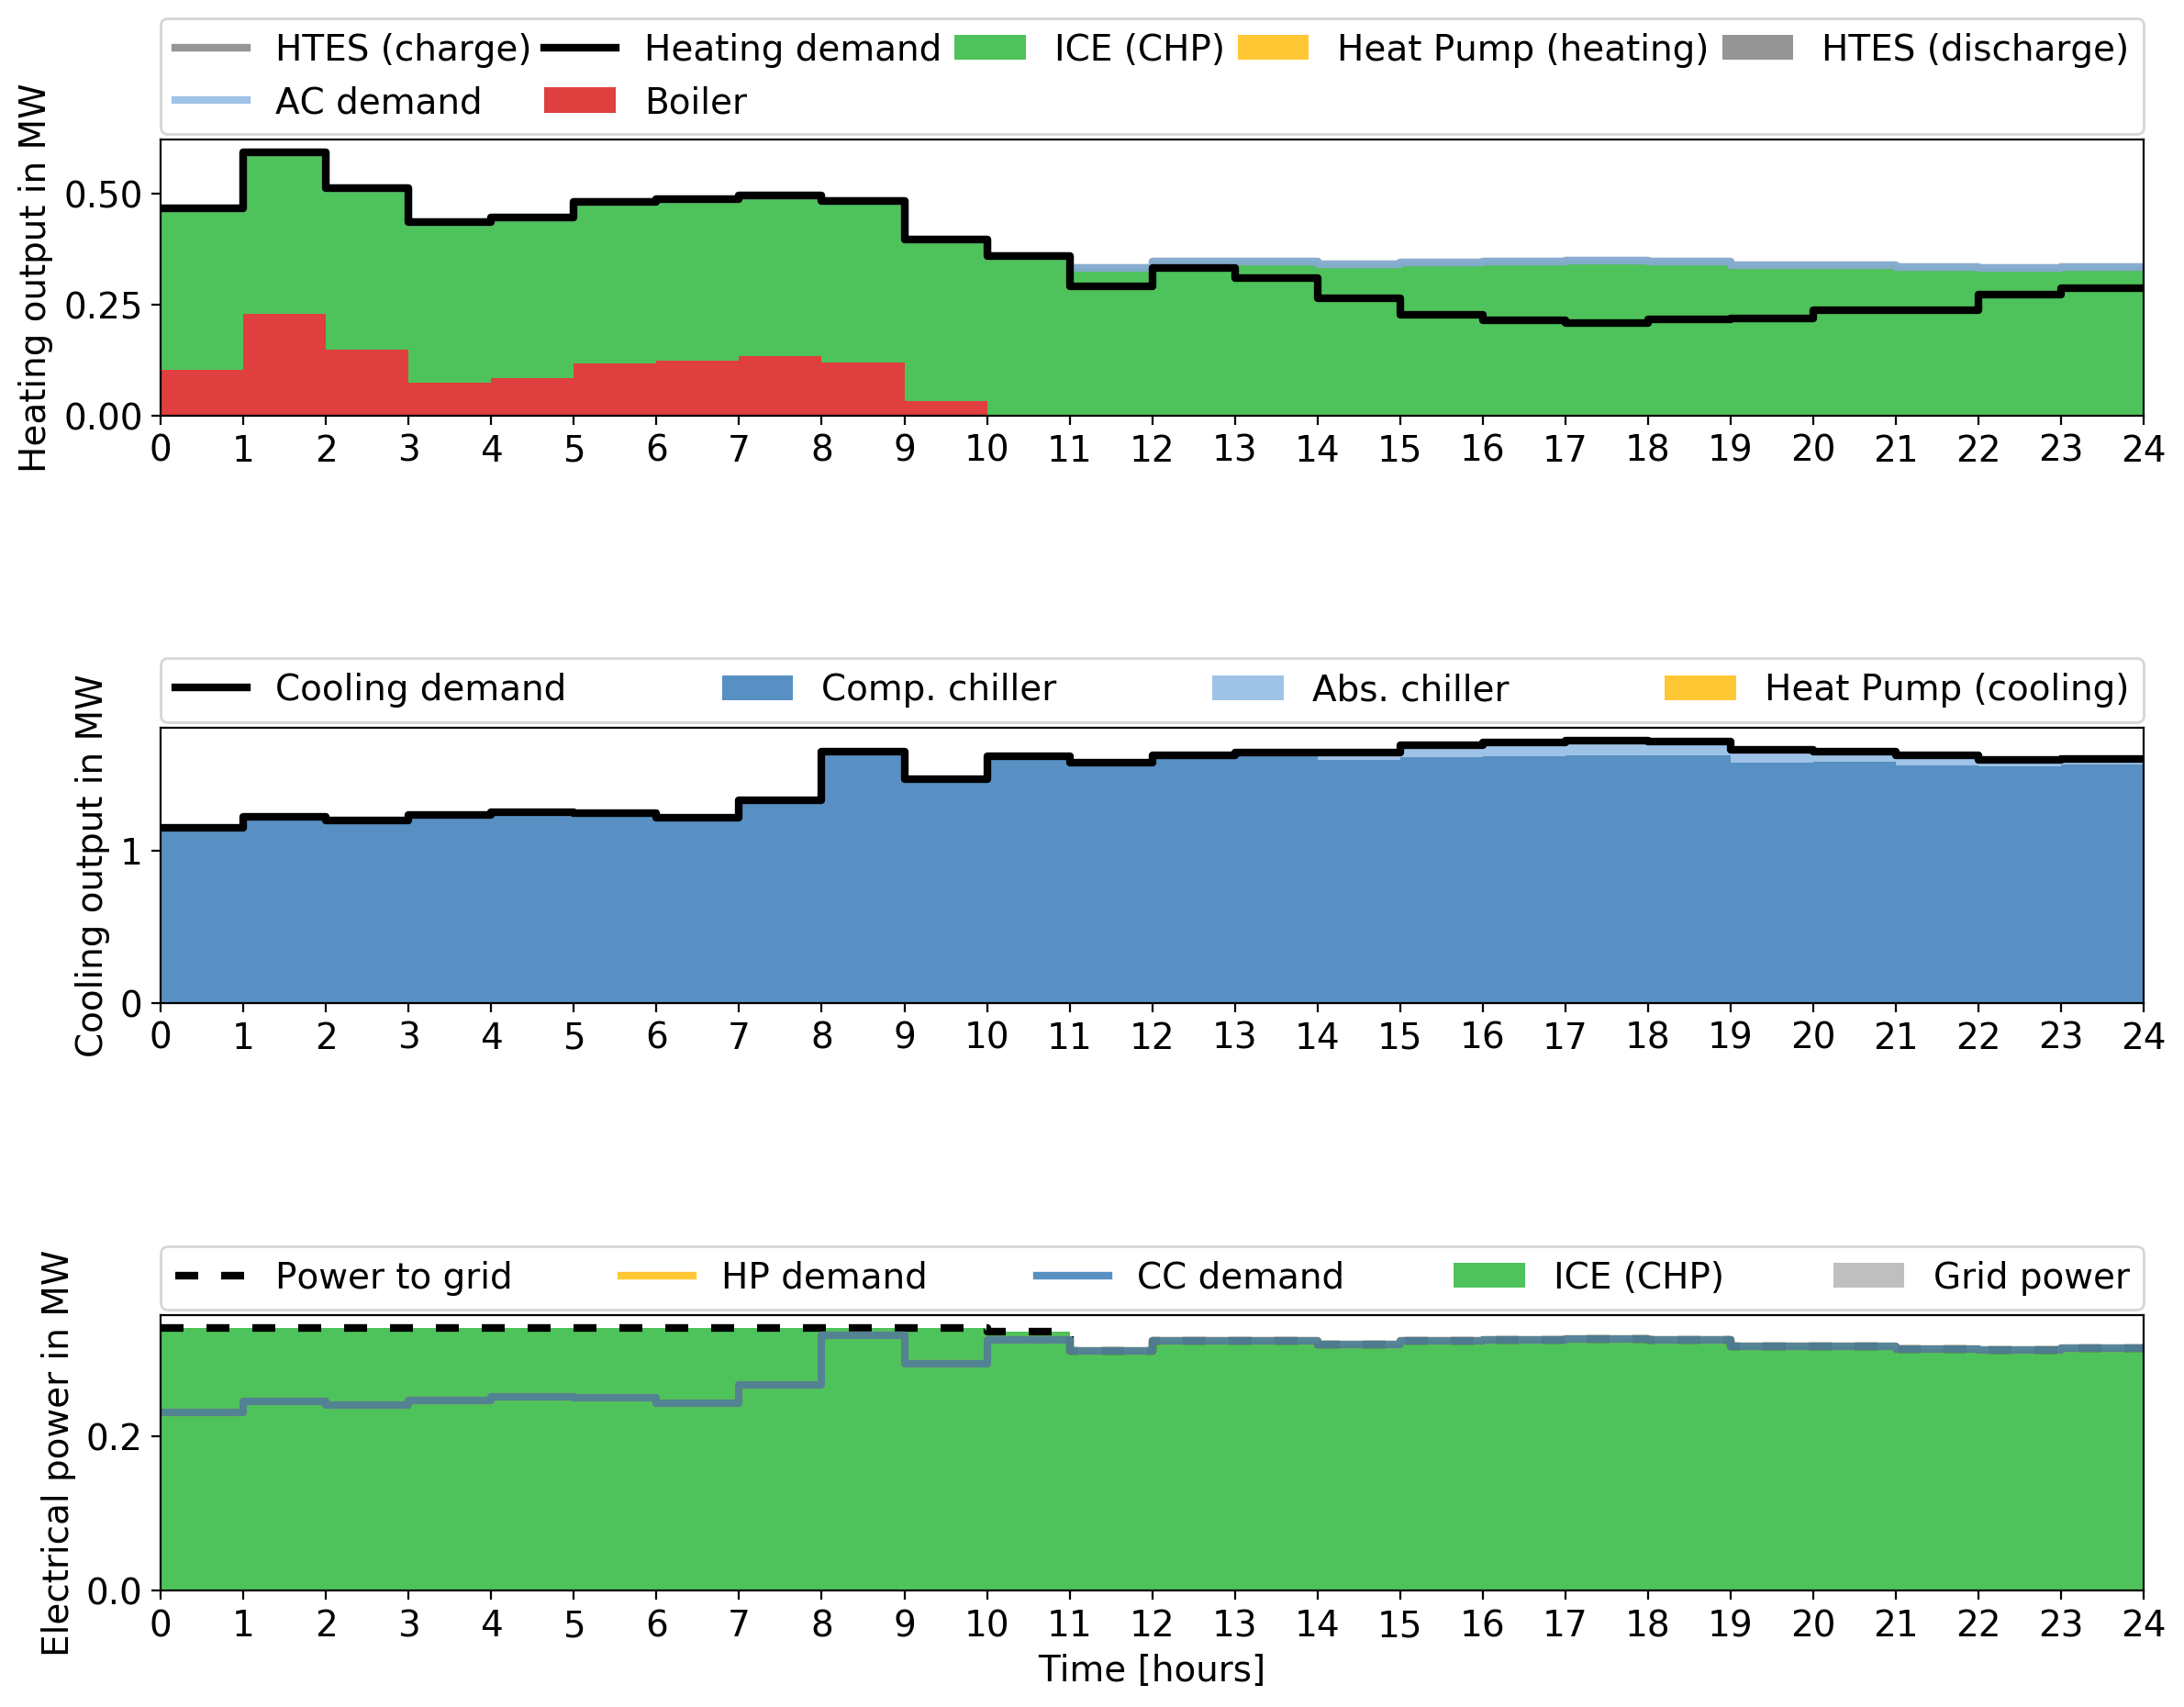 HTES (charge) Heating demand ICE (CHP) Heat Pump (heating) HTES (discharge)
AC demand Boiler
Heating output in MW
0.50
0.25
0.00
0 1 2 3 4 5 6 7 8 9 10 11 12 13 14 15 16 17 18 19 20 21 22 23 24
Cooling demand Comp. chiller Abs. chiller Heat Pump (cooling)
Cooling output in MW
1
0
0 1 2 3 4 5 6 7 8 9 10 11 12 13 14 15 16 17 18 19 20 21 22 23 24
Power to grid HP demand CC demand ICE (CHP) Grid power
Electrical power in MW
0.2
0.0
0 1 2 3 4 5 6 7 8 9 10 11 12 13 14 15 16 17 18 19 20 21 22 23 24
Time [hours]